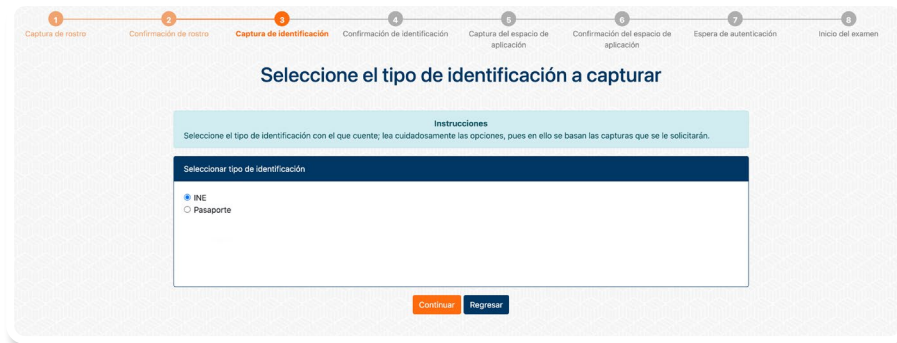 1
2
3
4
5
6
7
8
Captura de rostro
Confirmación de rostro
Captura de identificación
Confirmación de identificación
Captura del espacio de
aplicación
Confirmación del espacio de
aplicación
Espera de autenticación
Inicio del examen
Seleccione el tipo de identificación a capturar
Instrucciones
Seleccione el tipo de identificación con el que cuente; lea cuidadosamente las opciones, pues en ello se basan las capturas que se le solicitarán.
Seleccionar tipo de identificación
INE
Pasaporte
Continuar
Regresar